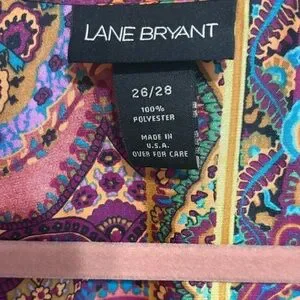 LANE BRYANT
26/28
100%
POLYESTER
MADE IN
U.S.A.
OVER FOR CARE